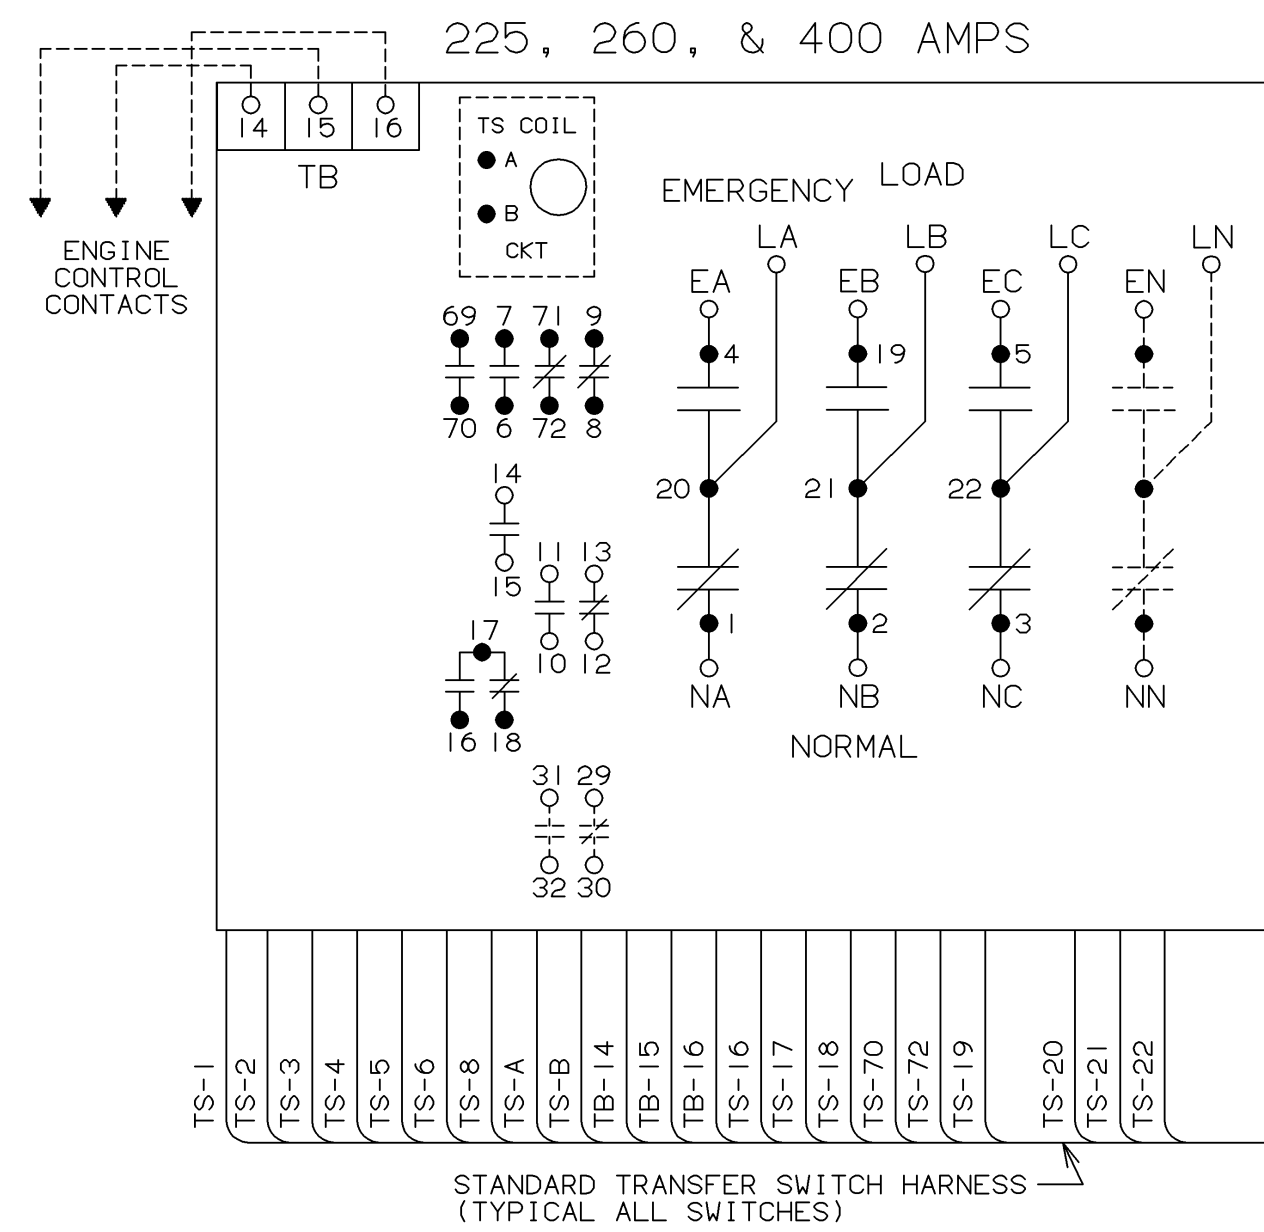 225, 260, & 400 AMPS
14 15 16
TB
ENGINE
CONTROL
CONTACTS
TS COIL
A
B
CKT
EMERGENCY LOAD
LA LB LC LN
EA EB EC EN
69 7 71 9
4 19 5
70 6 72 8
14
20 21 22
15
11 13
10 12
17
1 2 3
16 18
NA NB NC NN
NORMAL
31 29
32 30
TS-1
TS-2
TS-3
TS-4
TS-5
TS-6
TS-8
TS-A
TS-B
TB-14
TB-15
TB-16
TS-16
TS-17
TS-18
TS-70
TS-72
TS-19
TS-20
TS-21
TS-22
STANDARD TRANSFER SWITCH HARNESS
(TYPICAL ALL SWITCHES)